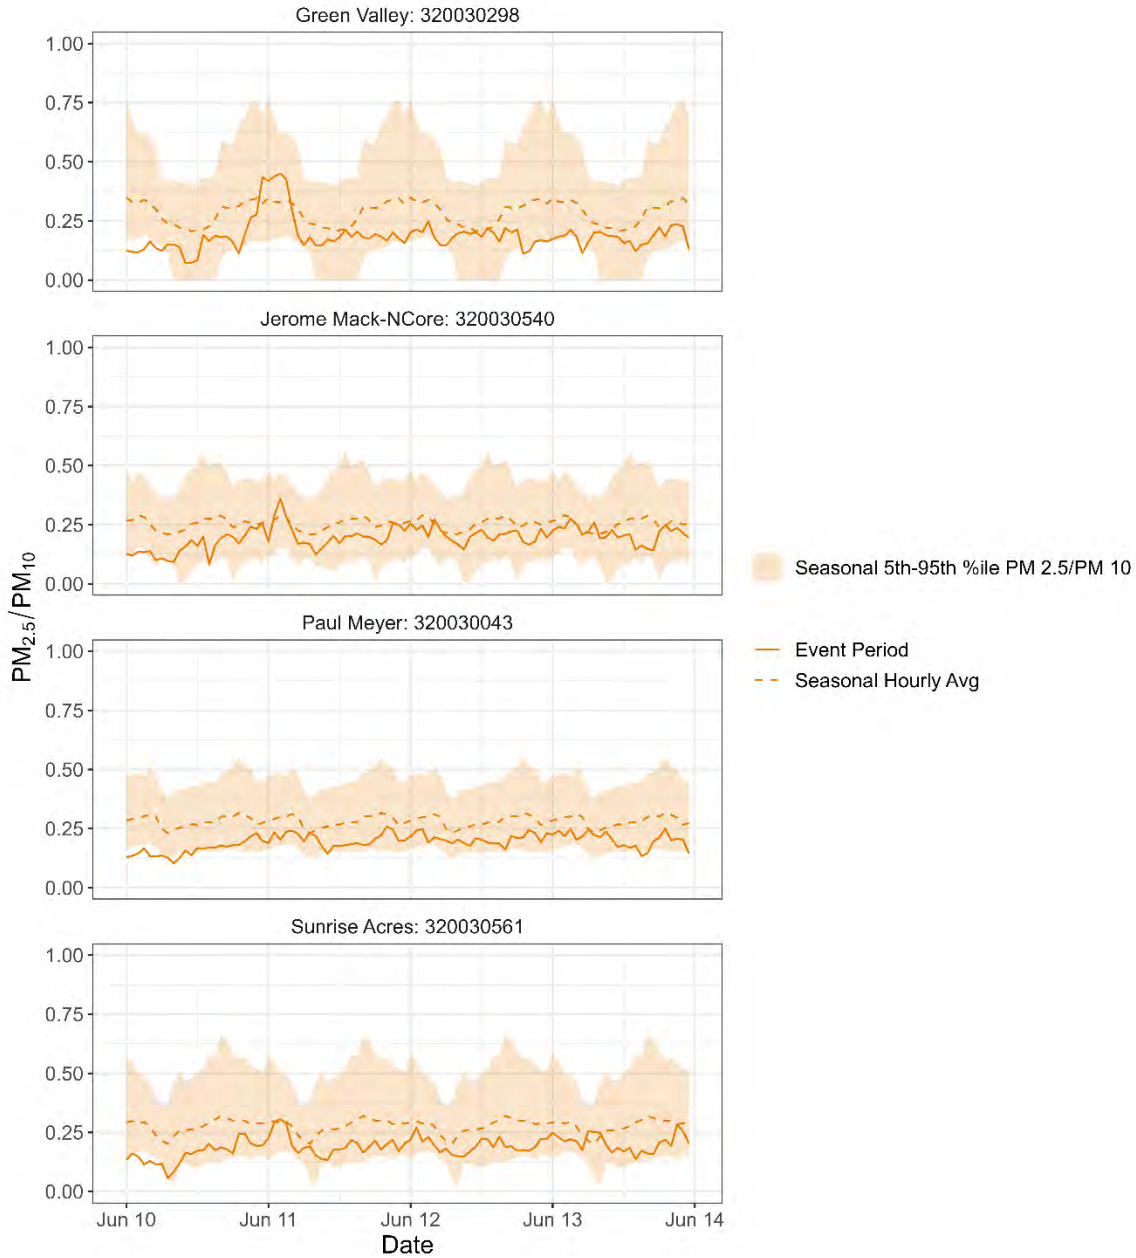 Green Valley: 320030298
1.00
0.75
0.50
0.25
0.00
Jerome Mack-NCore: 320030540
1.00
0.75
0.50
0.25
0.00
Paul Meyer: 320030043
1.00
0.75
0.50
0.25
0.00
Sunrise Acres: 320030561
1.00
0.75
0.50
0.25
0.00
PM2.5/PM10
Jun 10 Jun 11 Jun 12 Jun 13 Jun 14
Date
Seasonal 5th-95th %ile PM 2.5/PM 10
Event Period
Seasonal Hourly Avg